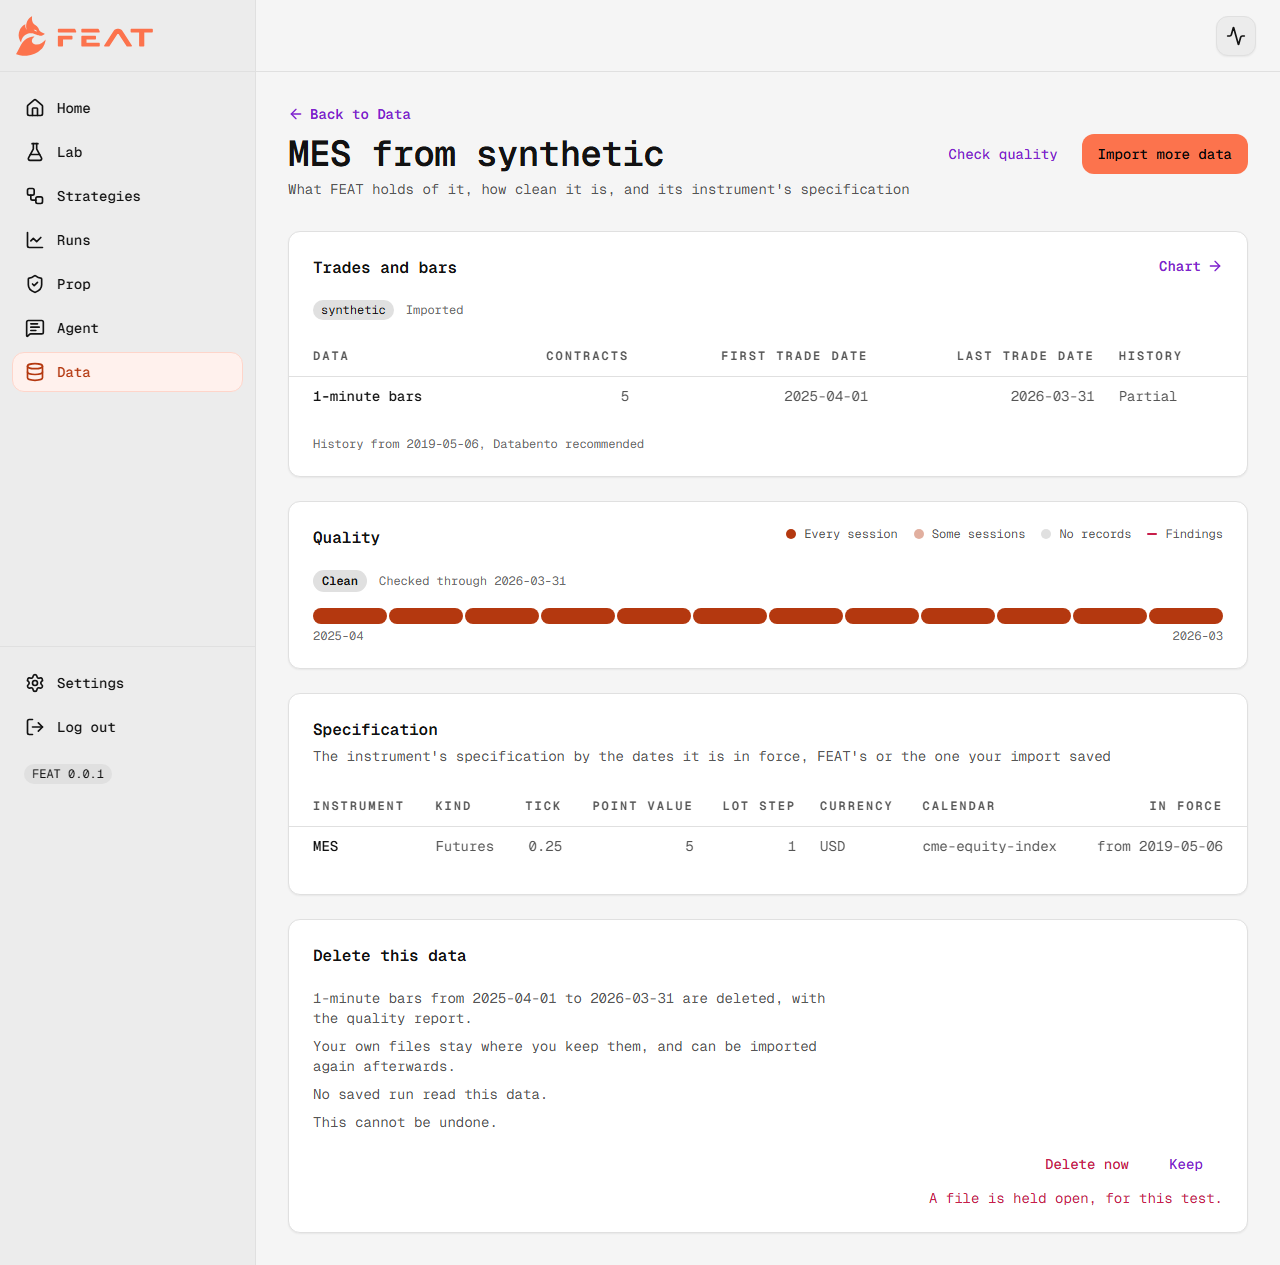 FEAT
Home
Lab
Strategies
Runs
Prop
Agent
Data
Settings
Log out
FEAT 0.0.1
Back to Data
MES from synthetic
Check quality
Import more data
What FEAT holds of it, how clean it is, and its instrument's specification
Trades and bars
Chart
synthetic Imported
DATA CONTRACTS FIRST TRADE DATE LAST TRADE DATE HISTORY
1-minute bars 5 2025-04-01 2026-03-31 Partial
History from 2019-05-06, Databento recommended
Quality
Every session Some sessions No records Findings
Clean Checked through 2026-03-31
2025-04 2026-03
Specification
The instrument's specification by the dates it is in force, FEAT's or the one your import saved
INSTRUMENT KIND TICK POINT VALUE LOT STEP CURRENCY CALENDAR IN FORCE
MES Futures 0.25 5 1 USD cme-equity-index from 2019-05-06
Delete this data
1-minute bars from 2025-04-01 to 2026-03-31 are deleted, with
the quality report.
Your own files stay where you keep them, and can be imported
again afterwards.
No saved run read this data.
This cannot be undone.
Delete now Keep
A file is held open, for this test.